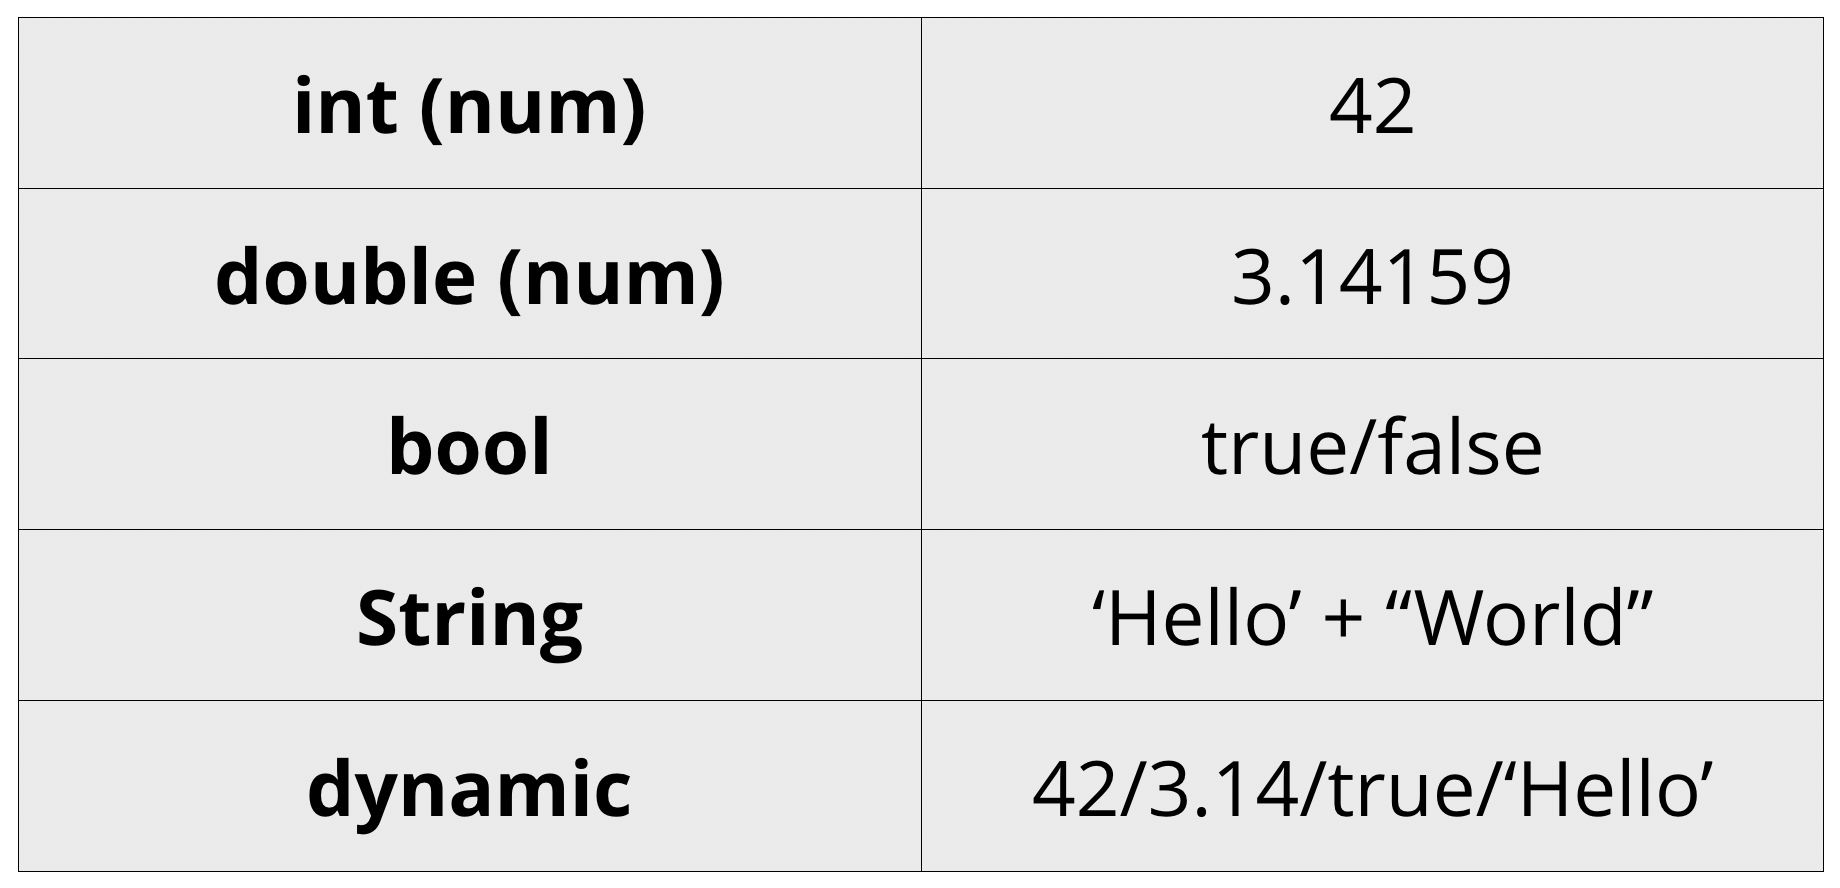 int (num) 42
double (num) 3.14159
bool true/false
String ‘Hello’ + “World”
dynamic 42/3.14/true/‘Hello’